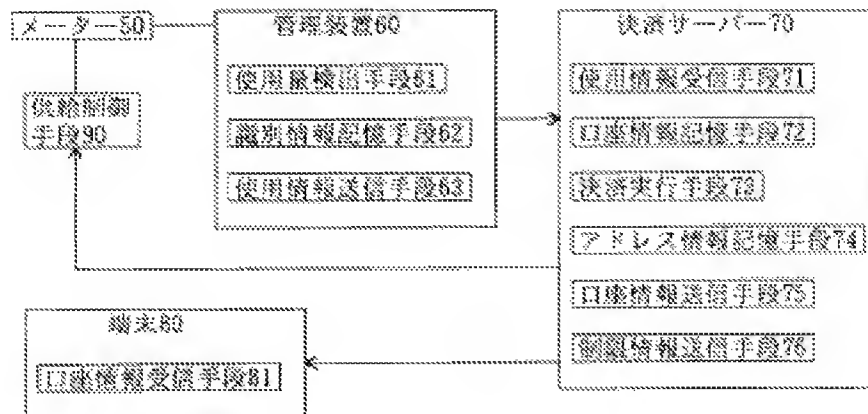 メーター50
管理装置60
決済サーバー70
使用量検出手段61
使用情報受信手段71
供給制御
手段90
識別情報記憶手段62
口座情報記憶手段72
使用情報送信手段63
決済実行手段73
アドレス情報記憶手段74
口座情報送信手段75
端末80
制限情報送信手段76
口座情報受信手段81